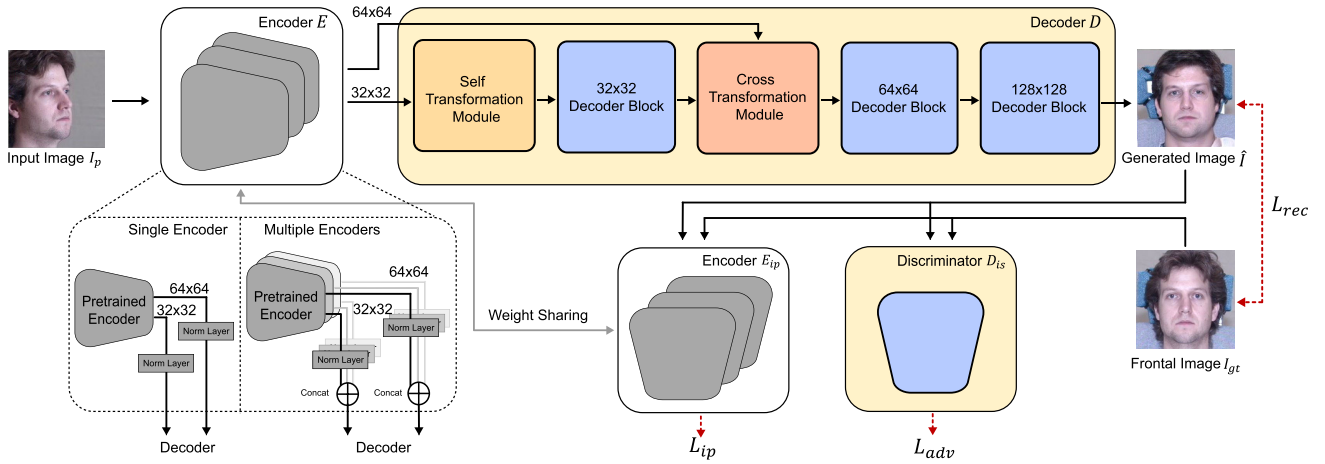 64x64
Encoder E
Decoder D
32x32
Self
Transformation
Module
32x32
Decoder Block
Cross
Transformation
Module
64x64
Decoder Block
128x128
Decoder Block
Input Image I_p
Generated Image Î
L_rec
Single Encoder
Multiple Encoders
Pretrained
Encoder
64x64
32x32
Norm Layer
Norm Layer
Pretrained
Encoder
64x64
32x32
Norm Layer
Norm Layer
Concat
Concat
Decoder
Decoder
Weight Sharing
Encoder E_ip
Discriminator D_is
Frontal Image I_gt
L_ip
L_adv